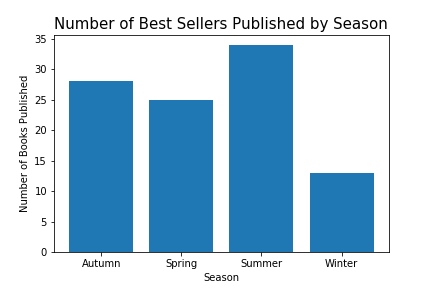 Number of Best Sellers Published by Season
Number of Books Published
35
30
25
20
15
10
5
0
Autumn Spring Summer Winter
Season